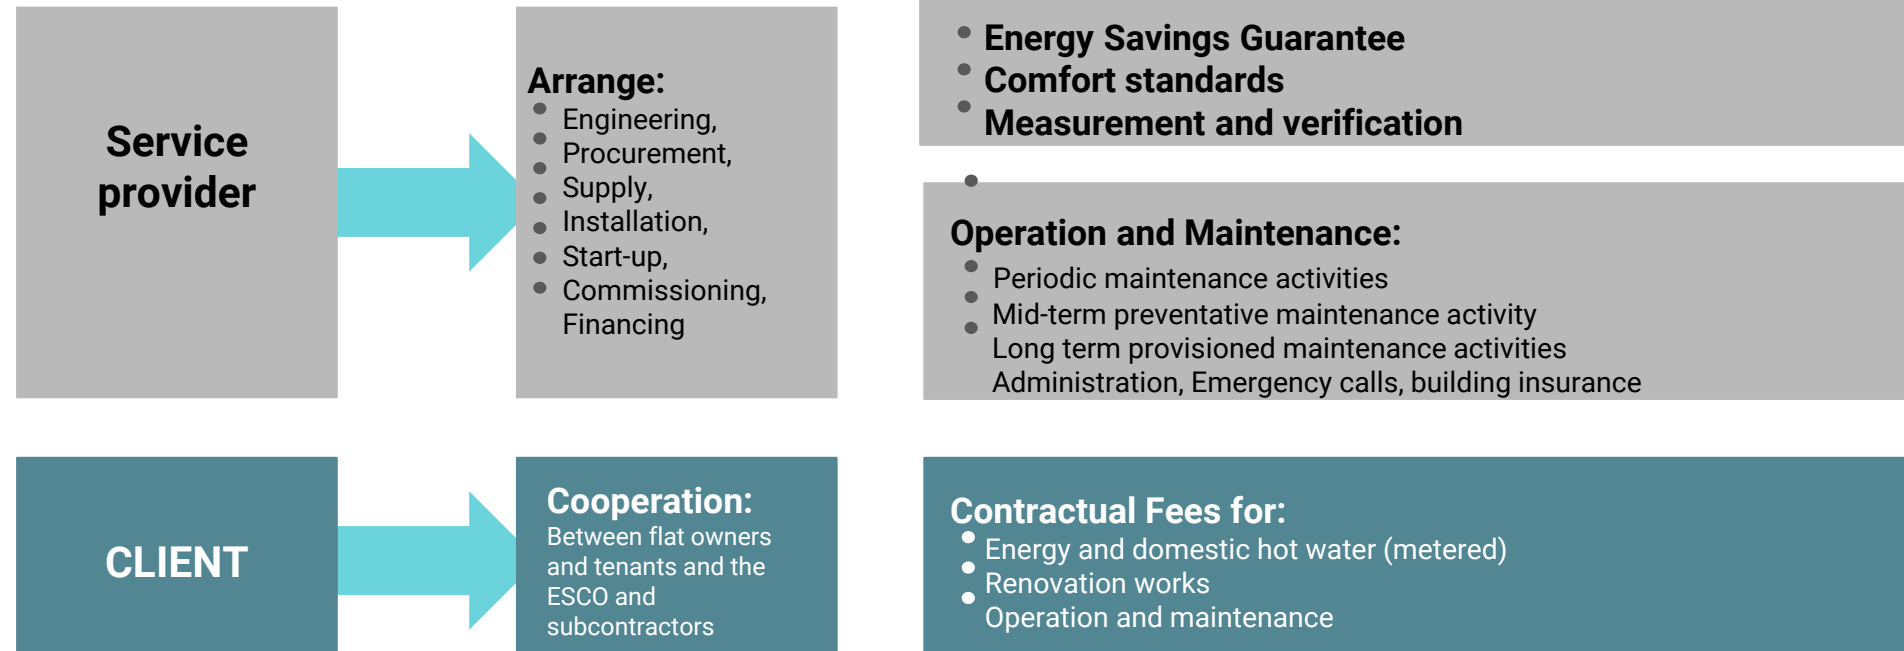 Service
provider
Arrange:
Engineering,
Procurement,
Supply,
Installation,
Start-up,
Commissioning,
Financing
Energy Savings Guarantee
Comfort standards
Measurement and verification
Operation and Maintenance:
Periodic maintenance activities
Mid-term preventative maintenance activity
Long term provisioned maintenance activities
Administration, Emergency calls, building insurance
CLIENT
Cooperation:
Between flat owners
and tenants and the
ESCO and
subcontractors
Contractual Fees for:
Energy and domestic hot water (metered)
Renovation works
Operation and maintenance